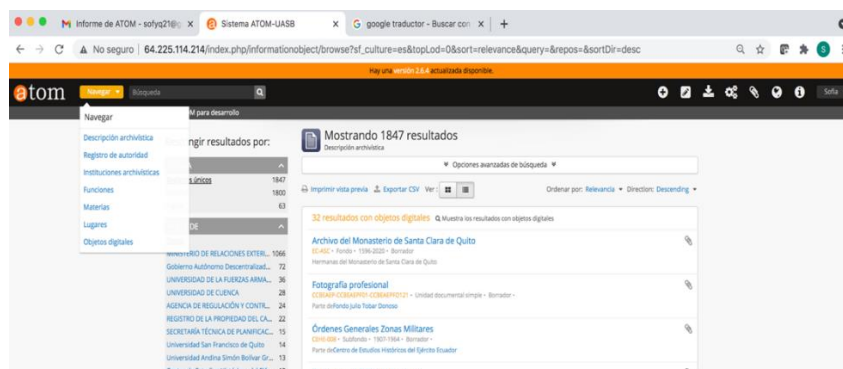 Informe de ATOM - sofyq21@
Sistema ATOM-UASB
google traductor - Buscar con
No seguro | 64.225.114.214/index.php/informationobject/browse?sf_culture=es&topLod=0&sort=relevance&query=&repos=&sortDir=desc
Hay una versión 2.6.4 actualizada disponible.
atom Navegar Búsqueda Sofia
M para desarrollo
Navegar
Descripción archivística
Registro de autoridad
Instituciones archivísticas
Funciones
Materias
Lugares
Objetos digitales
ngir resultados por:
únicos 1847
1800
63
DE
MINISTERIO DE RELACIONES EXTERI... 1066
Gobierno Autónomo Descentralizad... 72
UNIVERSIDAD DE LA FUERZAS ARMA... 36
UNIVERSIDAD DE CUENCA 28
AGENCIA DE REGULACIÓN Y CONTR... 24
REGISTRO DE LA PROPIEDAD DEL CA... 22
SECRETARÍA TÉCNICA DE PLANIFICAC... 15
Universidad San Francisco de Quito 14
Universidad Andina Simón Bolívar Gr... 13
Mostrando 1847 resultados
Descripción archivística
Opciones avanzadas de búsqueda
Imprimir vista previa Exportar CSV Ver: Ordenar por: Relevancia Direction: Descending
32 resultados con objetos digitales Muestra los resultados con objetos digitales
Archivo del Monasterio de Santa Clara de Quito
EC-ASC · Fondo · 1596-2020 · Borrador
Hermanas del Monasterio de Santa Clara de Quito
Fotografía profesional
Unidad documental simple · Borrador ·
Parte de Fondo Julio Tobar Donoso
Órdenes Generales Zonas Militares
CEHE-008 · Subfondo · 1907-1964 · Borrador ·
Parte de Centro de Estudios Históricos del Ejército Ecuador